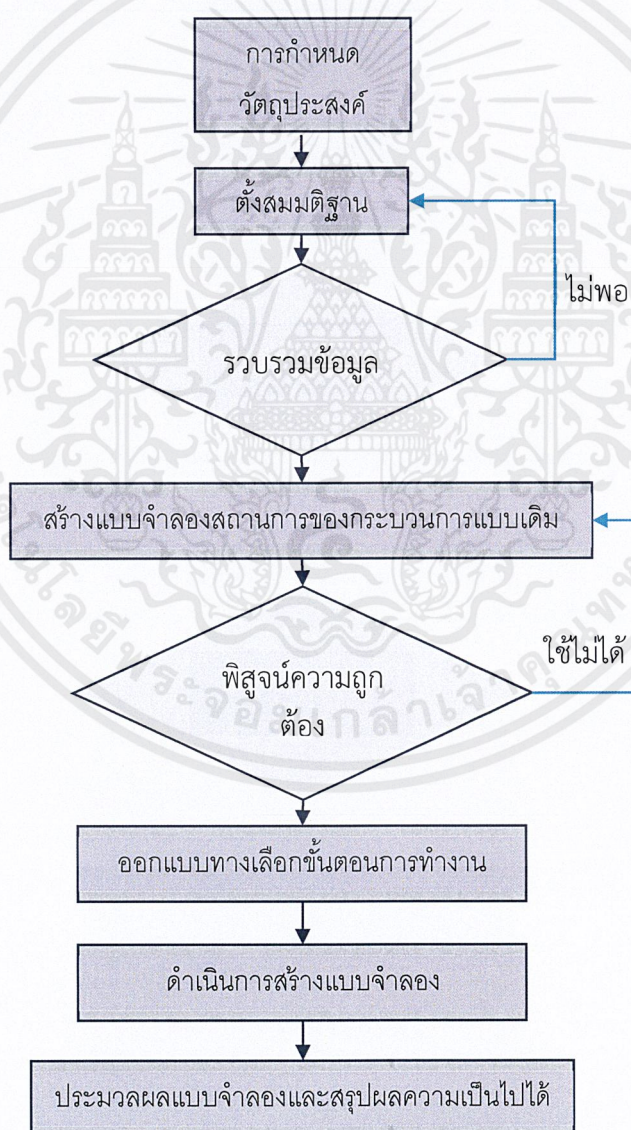 การกำหนด
วัตถุประสงค์
ตั้งสมมติฐาน
ไม่พอ
รวบรวมข้อมูล
สร้างแบบจำลองสถานการของกระบวนการแบบเดิม
ใช้ไม่ได้
พิสูจน์ความถูก
ต้อง
ออกแบบทางเลือกขั้นตอนการทำงาน
ดำเนินการสร้างแบบจำลอง
ประมวลผลแบบจำลองและสรุปผลความเป็นไปได้